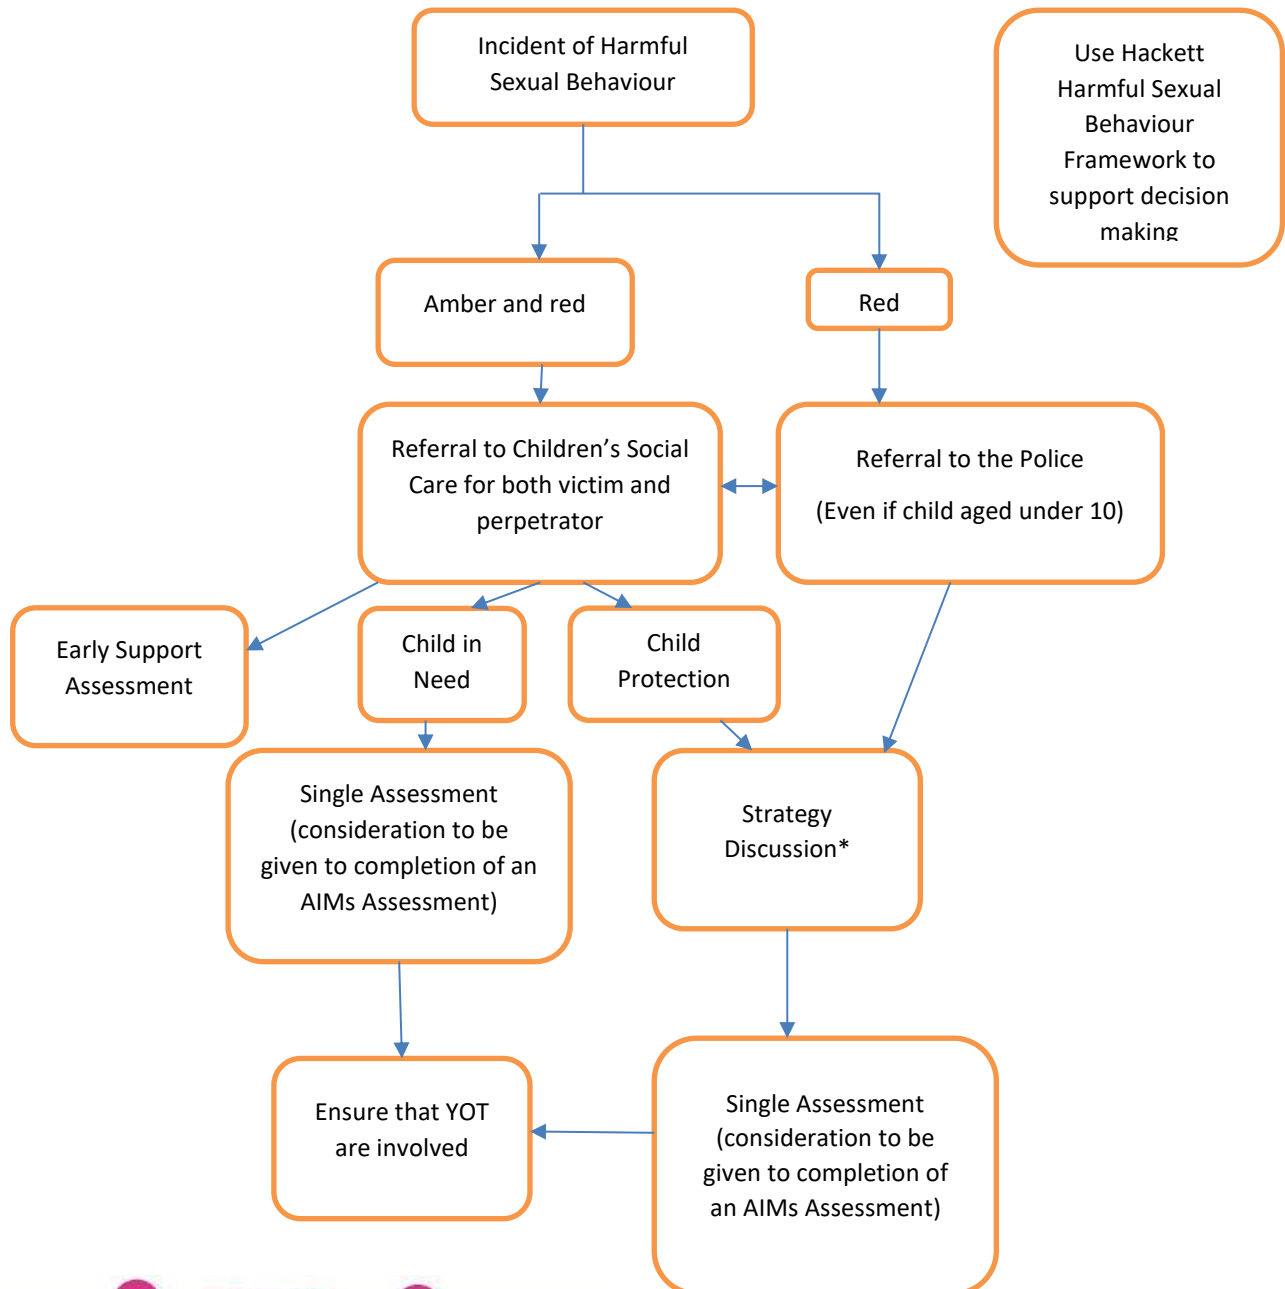 Incident of Harmful
Sexual Behaviour
Use Hackett
Harmful Sexual
Behaviour
Framework to
support decision
making
Amber and red
Red
Referral to Children’s Social
Care for both victim and
perpetrator
Referral to the Police
(Even if child aged under 10)
Early Support
Assessment
Child in
Need
Child
Protection
Single Assessment
(consideration to be
given to completion of an
AIMs Assessment)
Strategy
Discussion*
Ensure that YOT
are involved
Single Assessment
(consideration to be
given to completion of
an AIMs Assessment)